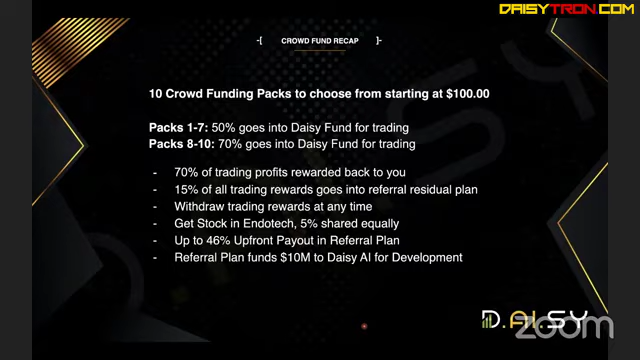 DAISYTRON.COM
-[ CROWD FUND RECAP ]-
10 Crowd Funding Packs to choose from starting at $100.00
Packs 1-7: 50% goes into Daisy Fund for trading
Packs 8-10: 70% goes into Daisy Fund for trading
- 70% of trading profits rewarded back to you
- 15% of all trading rewards goes into referral residual plan
- Withdraw trading rewards at any time
- Get Stock in Endotech, 5% shared equally
- Up to 46% Upfront Payout in Referral Plan
- Referral Plan funds $10M to Daisy AI for Development
D.AI.SY
zoom